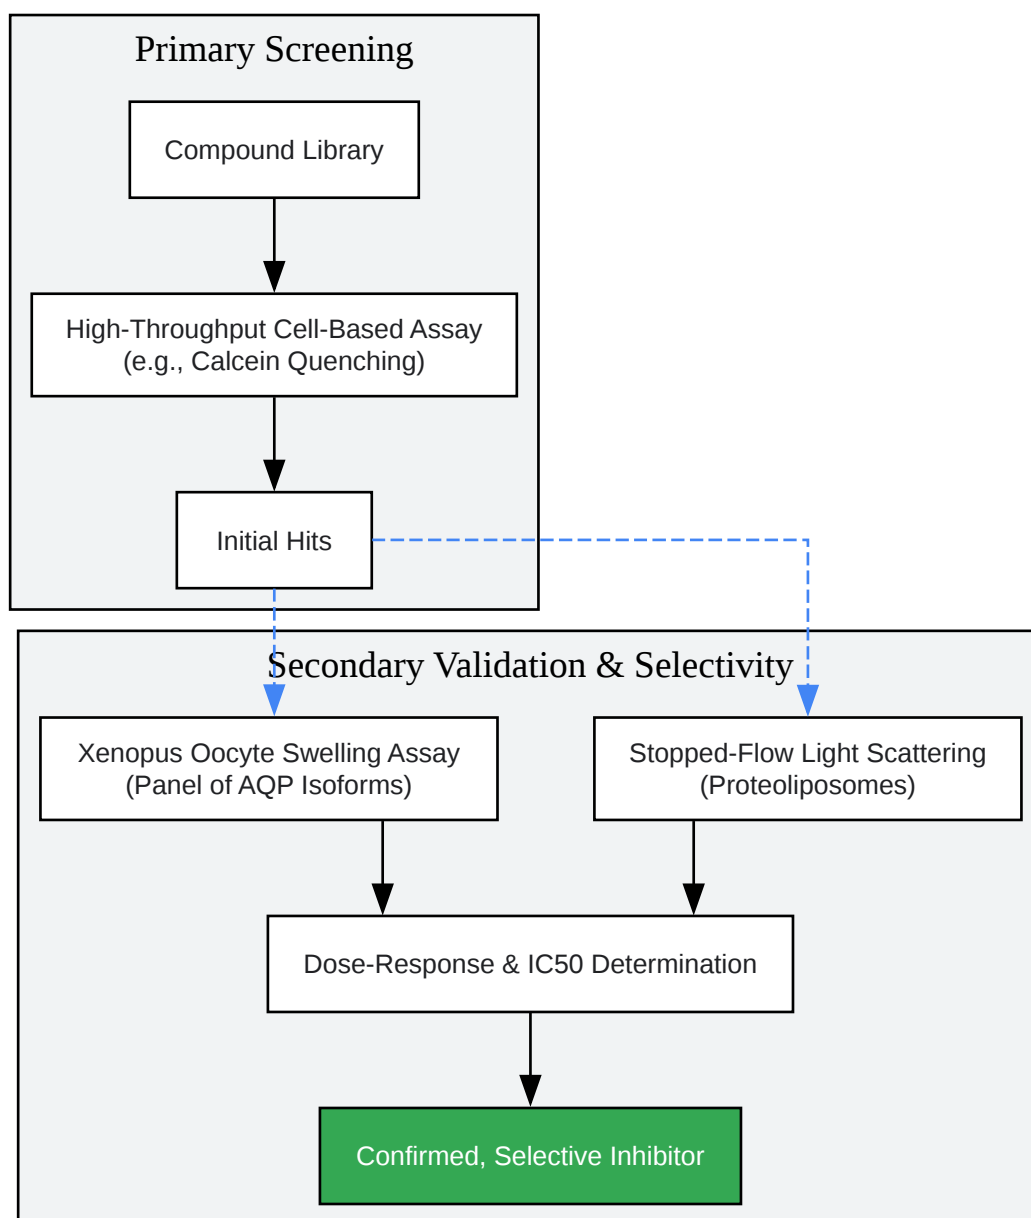 Primary Screening
Compound Library
High-Throughput Cell-Based Assay
(e.g., Calcein Quenching)
Initial Hits
Secondary Validation & Selectivity
Xenopus Oocyte Swelling Assay
(Panel of AQP Isoforms)
Stopped-Flow Light Scattering
(Proteoliposomes)
Dose-Response & IC50 Determination
Confirmed, Selective Inhibitor